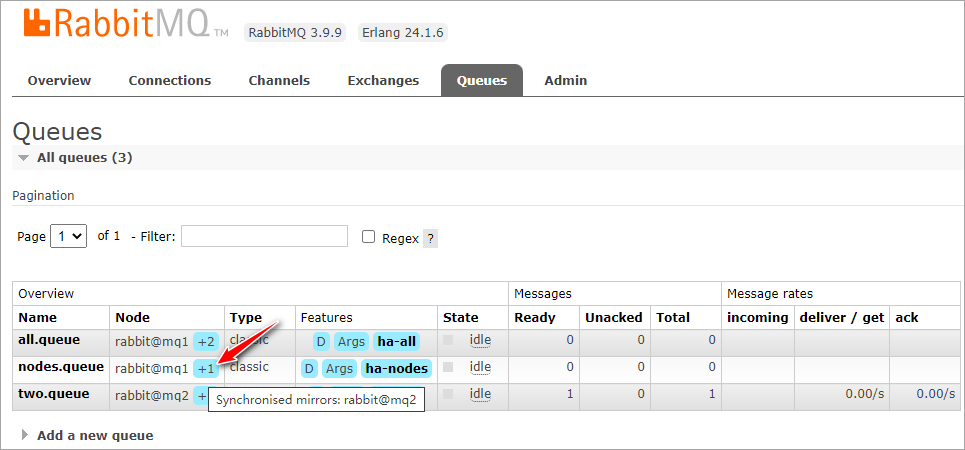 RabbitMQ TM RabbitMQ 3.9.9 Erlang 24.1.6
Overview Connections Channels Exchanges Queues Admin
Queues
All queues (3)
Pagination
Page 1 of 1 - Filter: Regex ?
Overview Messages Message rates
Name Node Type Features State Ready Unacked Total incoming deliver / get ack
all.queue rabbit@mq1 +2 classic D Args ha-all idle 0 0 0
nodes.queue rabbit@mq1 +1 classic D Args ha-nodes idle 0 0 0
two.queue rabbit@mq2 idle 1 0 1 0.00/s 0.00/s
Synchronised mirrors: rabbit@mq2
Add a new queue